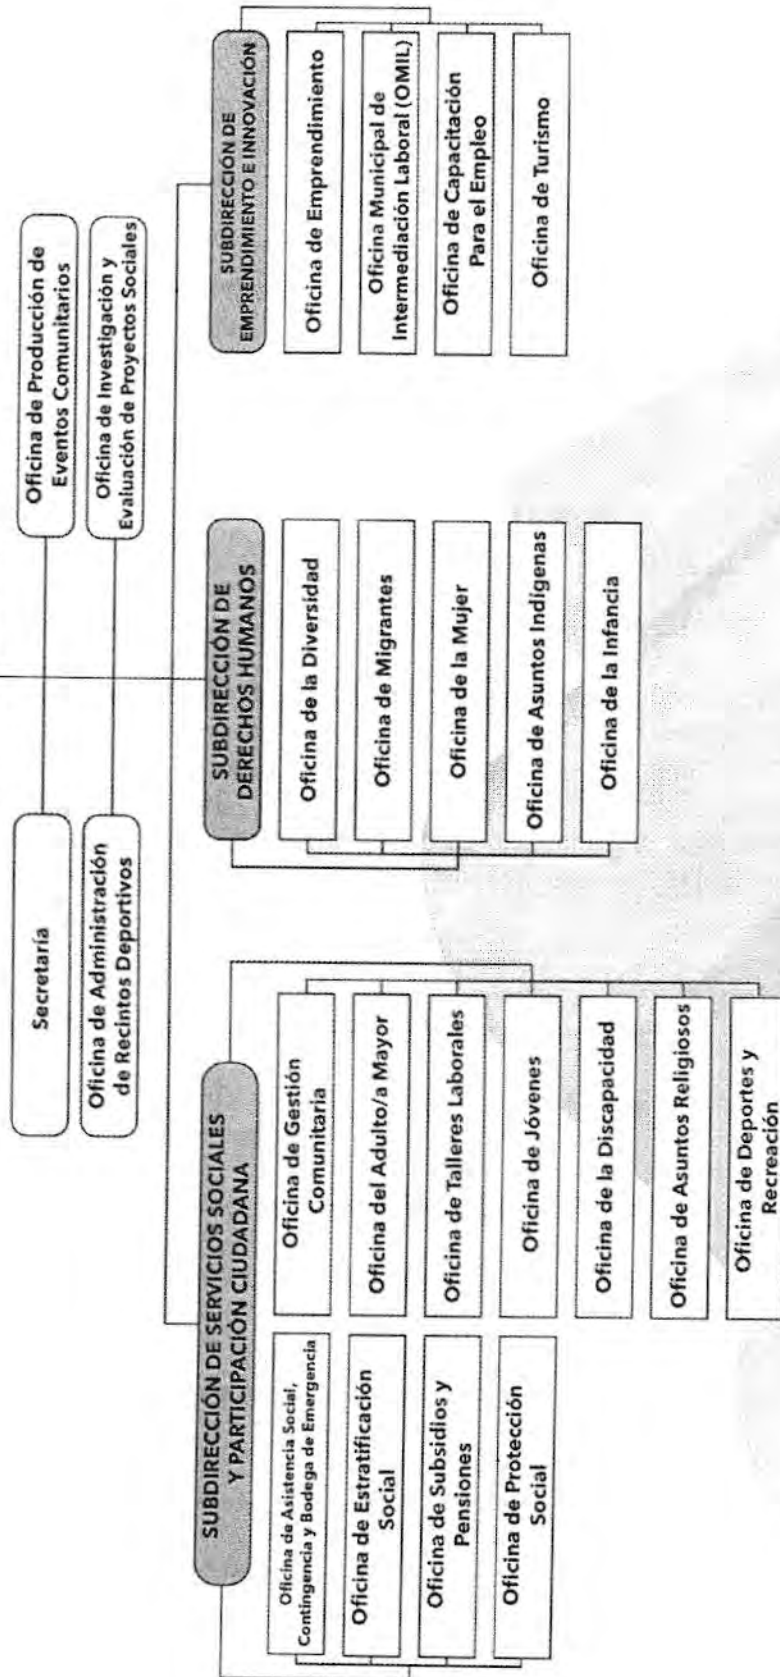 Secretaría
Oficina de Producción de
Eventos Comunitarios
Oficina de Administración
de Recintos Deportivos
Oficina de Investigación y
Evaluación de Proyectos Sociales
SUBDIRECCIÓN DE SERVICIOS SOCIALES
Y PARTICIPACIÓN CIUDADANA
Oficina de Asistencia Social,
Contingencia y Bodega de Emergencia
Oficina de Estratificación
Social
Oficina de Subsidios y
Pensiones
Oficina de Protección
Social
Oficina de Gestión
Comunitaria
Oficina del Adulto/a Mayor
Oficina de Talleres Laborales
Oficina de Jóvenes
Oficina de la Discapacidad
Oficina de Asuntos Religiosos
Oficina de Deportes y
Recreación
SUBDIRECCIÓN DE
DERECHOS HUMANOS
Oficina de la Diversidad
Oficina de Migrantes
Oficina de la Mujer
Oficina de Asuntos Indígenas
Oficina de la Infancia
SUBDIRECCIÓN DE
EMPRENDIMIENTO E INNOVACIÓN
Oficina de Emprendimiento
Oficina Municipal de
Intermediación Laboral (OMIL)
Oficina de Capacitación
Para el Empleo
Oficina de Turismo